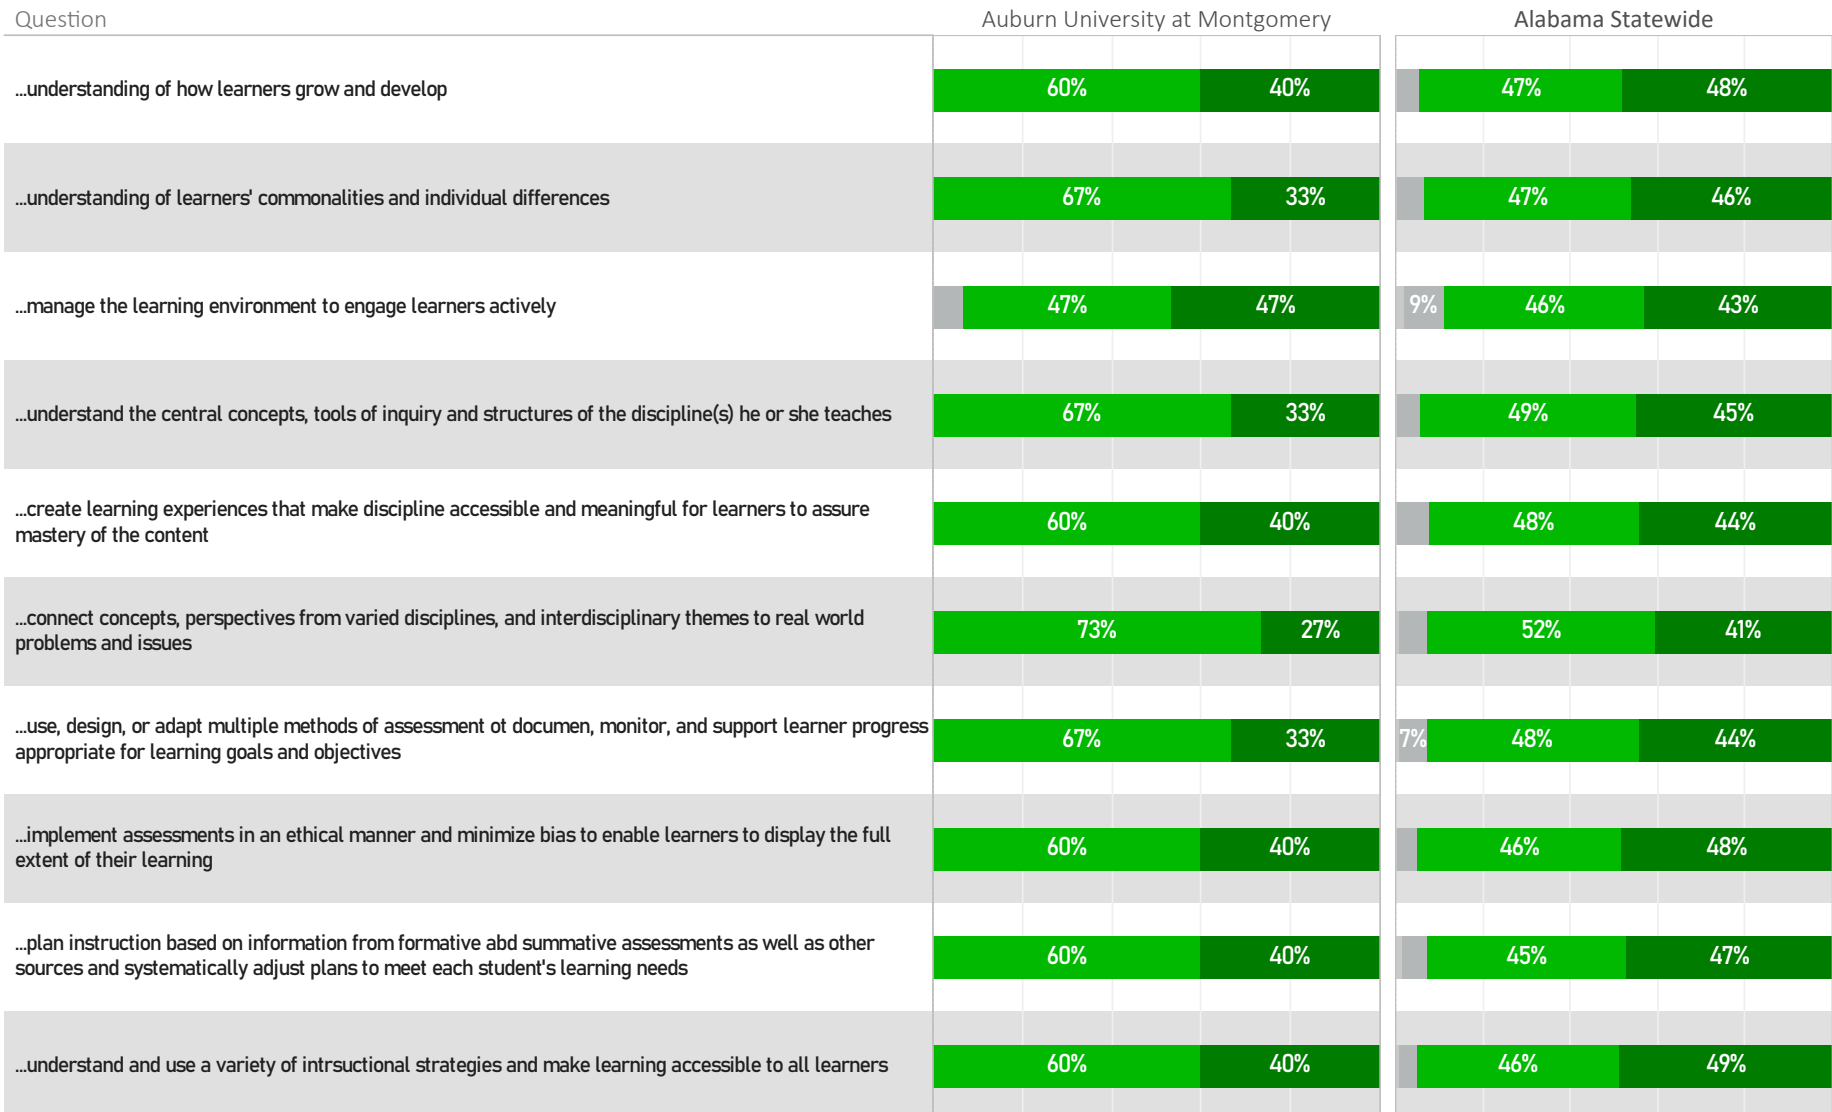 Question Auburn University at Montgomery Alabama Statewide
...understanding of how learners grow and develop 60% 40% 47% 48%
...understanding of learners' commonalities and individual differences 67% 33% 47% 46%
...manage the learning environment to engage learners actively 47% 47% 9% 46% 43%
...understand the central concepts, tools of inquiry and structures of the discipline(s) he or she teaches 67% 33% 49% 45%
...create learning experiences that make discipline accessible and meaningful for learners to assure
mastery of the content
60% 40% 48% 44%
...connect concepts, perspectives from varied disciplines, and interdisciplinary themes to real world
problems and issues
73% 27% 52% 41%
...use, design, or adapt multiple methods of assessment ot documen, monitor, and support learner progress
appropriate for learning goals and objectives
67% 33% 7% 48% 44%
...implement assessments in an ethical manner and minimize bias to enable learners to display the full
extent of their learning
60% 40% 46% 48%
...plan instruction based on information from formative abd summative assessments as well as other
sources and systematically adjust plans to meet each student's learning needs
60% 40% 45% 47%
...understand and use a variety of intrsuctional strategies and make learning accessible to all learners 60% 40% 46% 49%